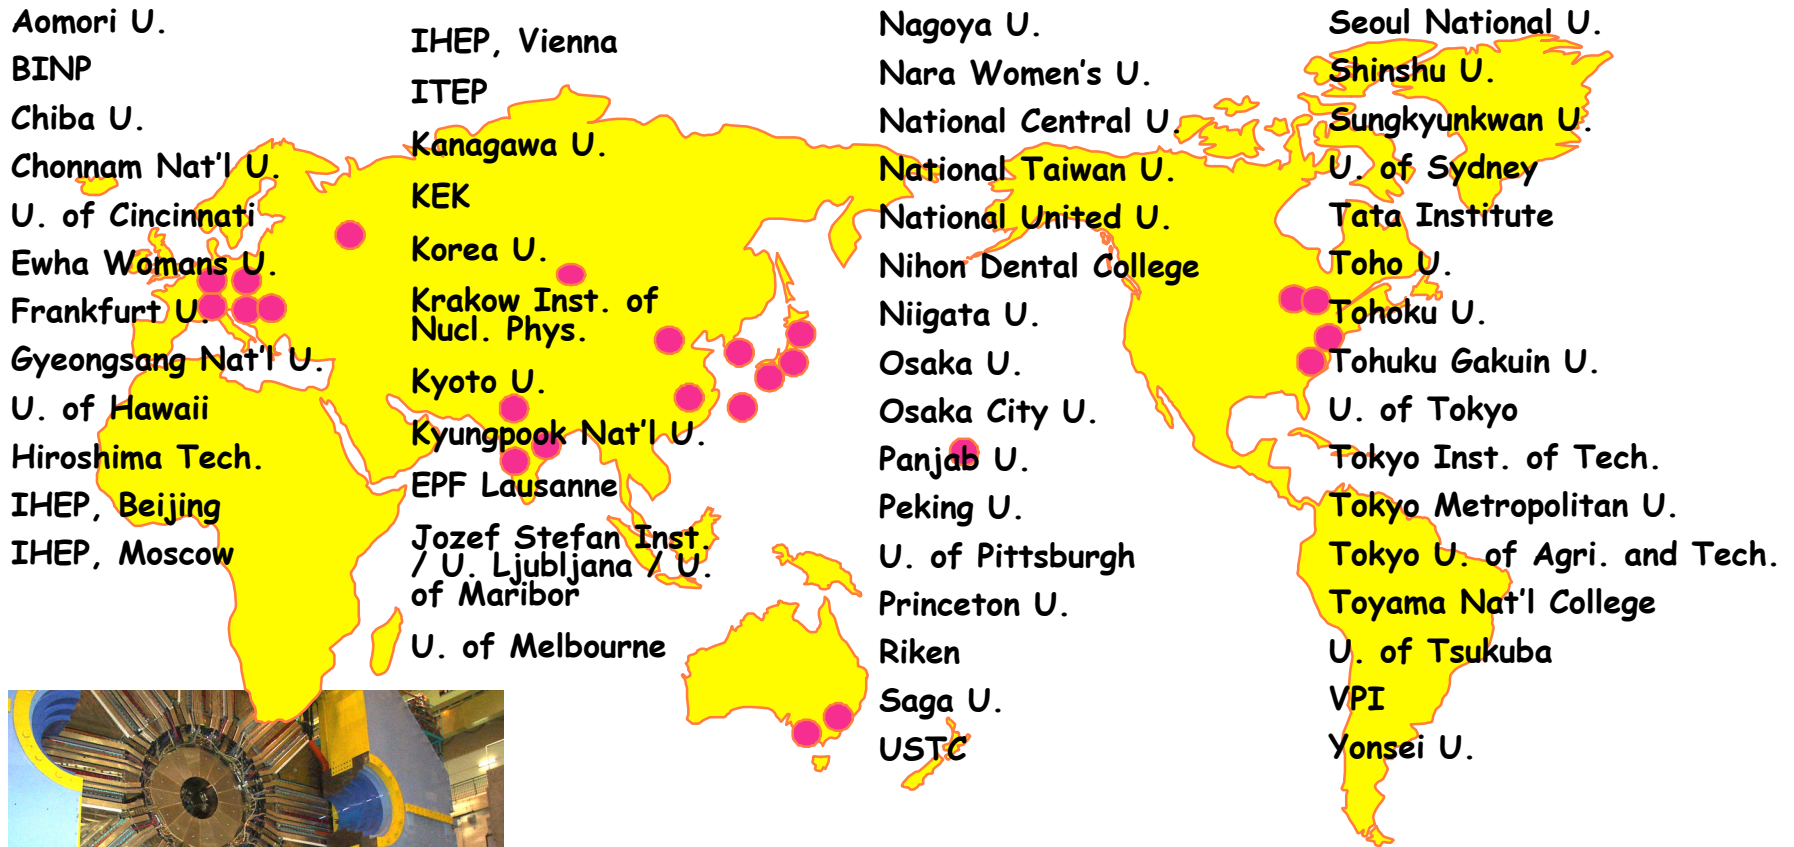 Aomori U.
BINP
Chiba U.
Chonnam Nat'l U.
U. of Cincinnati
Ewha Womans U.
Frankfurt U.
Gyeongsang Nat'l U.
U. of Hawaii
Hiroshima Tech.
IHEP, Beijing
IHEP, Moscow
IHEP, Vienna
ITEP
Kanagawa U.
KEK
Korea U.
Krakow Inst. of
Nucl. Phys.
Kyoto U.
Kyungpook Nat'l U.
EPF Lausanne
Jozef Stefan Inst.
/ U. Ljubljana / U.
of Maribor
U. of Melbourne
Nagoya U.
Nara Women's U.
National Central U.
National Taiwan U.
National United U.
Nihon Dental College
Niigata U.
Osaka U.
Osaka City U.
Panjab U.
Peking U.
U. of Pittsburgh
Princeton U.
Riken
Saga U.
USTC
Seoul National U.
Shinshu U.
Sungkyunkwan U.
U. of Sydney
Tata Institute
Toho U.
Tohoku U.
Tohuku Gakuin U.
U. of Tokyo
Tokyo Inst. of Tech.
Tokyo Metropolitan U.
Tokyo U. of Agri. and Tech.
Toyama Nat'l College
U. of Tsukuba
VPI
Yonsei U.